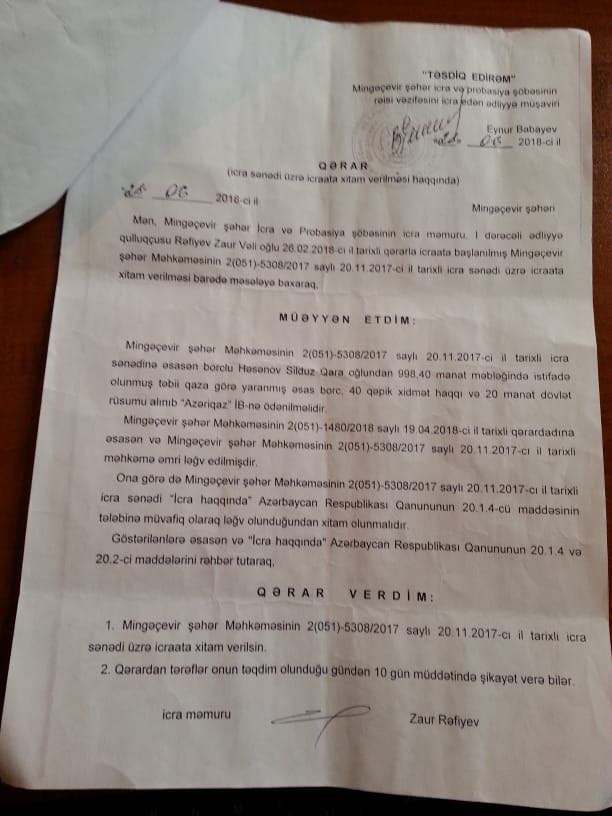 "TƏSDİQ EDİRƏM"
Mingəçevir şəhər icra və probasiya şöbəsinin
rəisi vəzifəsini icra edən ədliyyə müşaviri
Eynur Babayev
06 2018-ci il
QƏRAR
(icra sənədi üzrə icraata xitam verilməsi haqqında)
06 2018-ci il
Mingəçevir şəhəri
Mən, Mingəçevir şəhər İcra və Probasiya şöbəsinin icra məmuru, I dərəcəli ədliyyə
qulluqçusu Rəfiyev Zaur Vəli oğlu 26.02.2018-ci il tarixli qərarla icraata başlanılmış Mingəçevir
şəhər Məhkəməsinin 2(051)-5308/2017 saylı 20.11.2017-ci il tarixli icra sənədi üzrə icraata
xitam verilməsi barədə məsələyə baxaraq,
MÜƏYYƏN ETDİM:
Mingəçevir şəhər Məhkəməsinin 2(051)-5308/2017 saylı 20.11.2017-ci il tarixli icra
sənədinə əsasən borclu Həsənov Silduz Qara oğlundan 998,40 manat məbləğində istifadə
olunmuş təbii qaza görə yaranmış əsas borc, 40 qəpik xidmət haqqı və 20 manat dövlət
rüsumu alınıb "Azəriqaz" İB-nə ödənilməlidir.
Mingəçevir şəhər Məhkəməsinin 2(051)-1480/2018 saylı 19.04.2018-ci il tarixli qərardadına
əsasən və Mingəçevir şəhər Məhkəməsinin 2(051)-5308/2017 saylı 20.11.2017-ci il tarixli
məhkəmə əmri ləğv edilmişdir.
Ona görə də Mingəçevir şəhər Məhkəməsinin 2(051)-5308/2017 saylı 20.11.2017-ci il tarixli
icra sənədi "İcra haqqında" Azərbaycan Respublikası Qanununun 20.1.4-cü maddəsinin
tələbinə müvafiq olaraq ləğv olunduğundan xitam olunmalıdır.
Göstərilənlərə əsasən və "İcra haqqında" Azərbaycan Respublikası Qanununun 20.1.4 və
20.2-ci maddələrini rəhbər tutaraq,
QƏRAR VERDİM:
1. Mingəçevir şəhər Məhkəməsinin 2(051)-5308/2017 saylı 20.11.2017-cı il tarixli icra
sənədi üzrə icraata xitam verilsin.
2. Qərardan tərəflər onun təqdim olunduğu gündən 10 gün müddətində şikayət verə bilər.
icra məmuru Zaur Rəfiyev